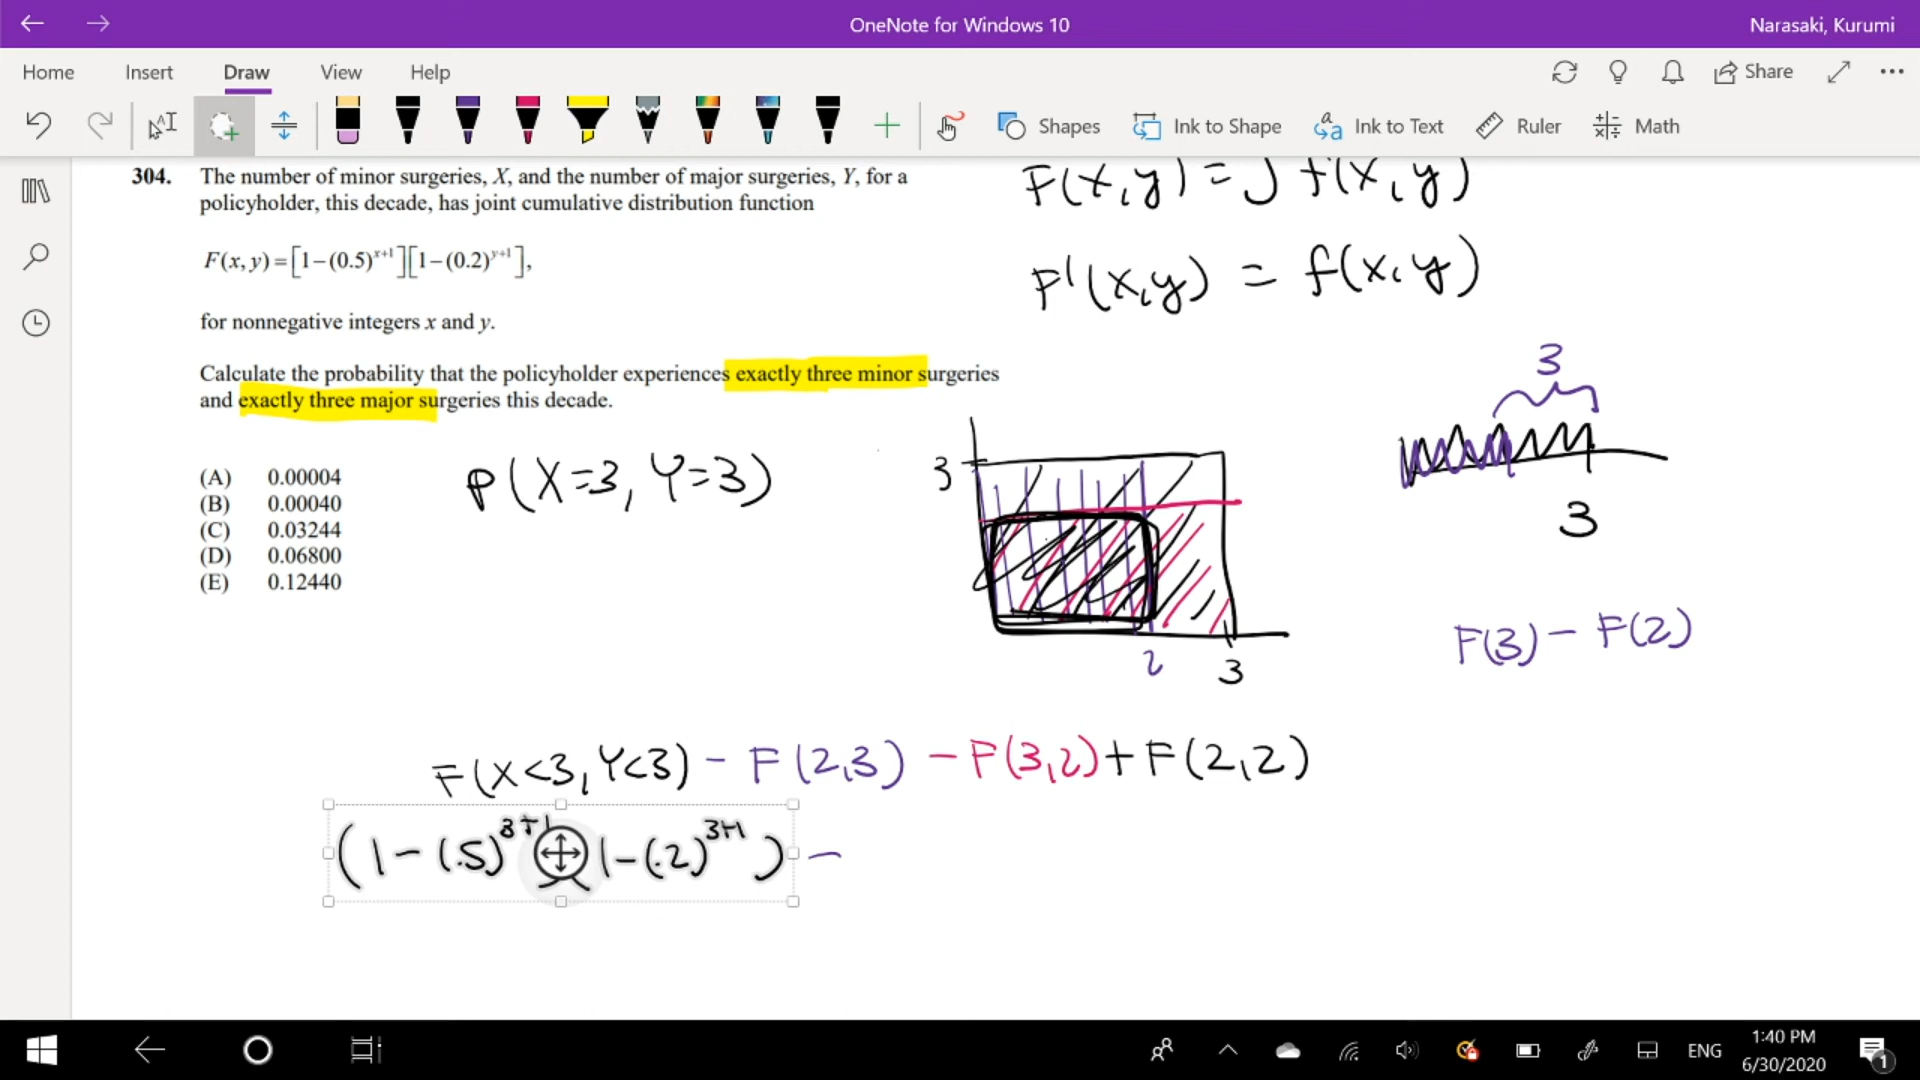 OneNote for Windows 10
Narasaki, Kurumi
Home Insert Draw View Help
Share
Shapes Ink to Shape Ink to Text Ruler Math
304. The number of minor surgeries, X, and the number of major surgeries, Y, for a
policyholder, this decade, has joint cumulative distribution function
F(x, y) = [1−(0.5)^{x+1}][1−(0.2)^{y+1}],
for nonnegative integers x and y.
Calculate the probability that the policyholder experiences exactly three minor surgeries
and exactly three major surgeries this decade.
(A) 0.00004
(B) 0.00040
(C) 0.03244
(D) 0.06800
(E) 0.12440
F(x,y) = ∫ f(x,y)
F'(x,y) = f(x,y)
P(X=3, Y=3)
3
2
3
3
3
F(3) − F(2)
F(X<3, Y<3) − F(2,3) − F(3,2) + F(2,2)
(1 − (.5)^{3+1})(1 − (.2)^{3+1}) −
ENG
1:40 PM
6/30/2020
1